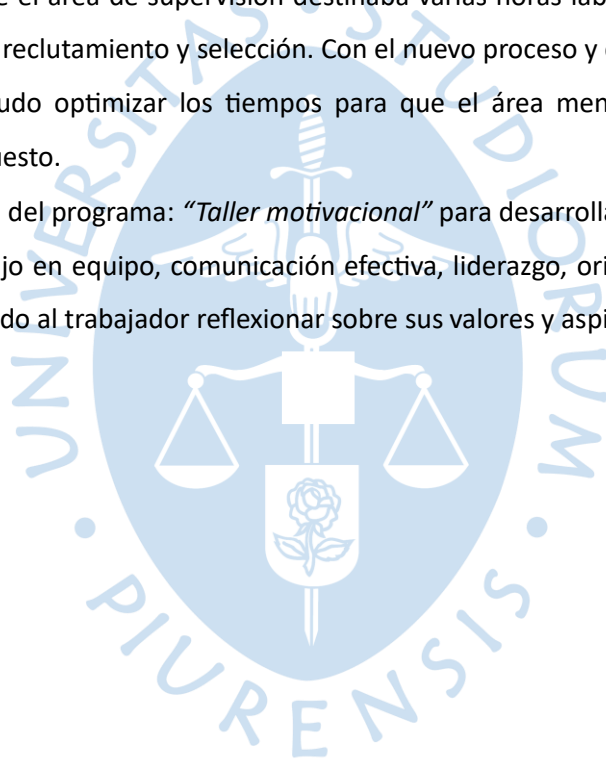 el área de supervisión destinaba varias horas lab
reclutamiento y selección. Con el nuevo proceso y
udo optimizar los tiempos para que el área men
uesto.
del programa: “Taller motivacional” para desarrolla
jo en equipo, comunicación efectiva, liderazgo, ori
do al trabajador reflexionar sobre sus valores y aspi
UNIVERSITAS • STUDIORUM • PIURENSIS •